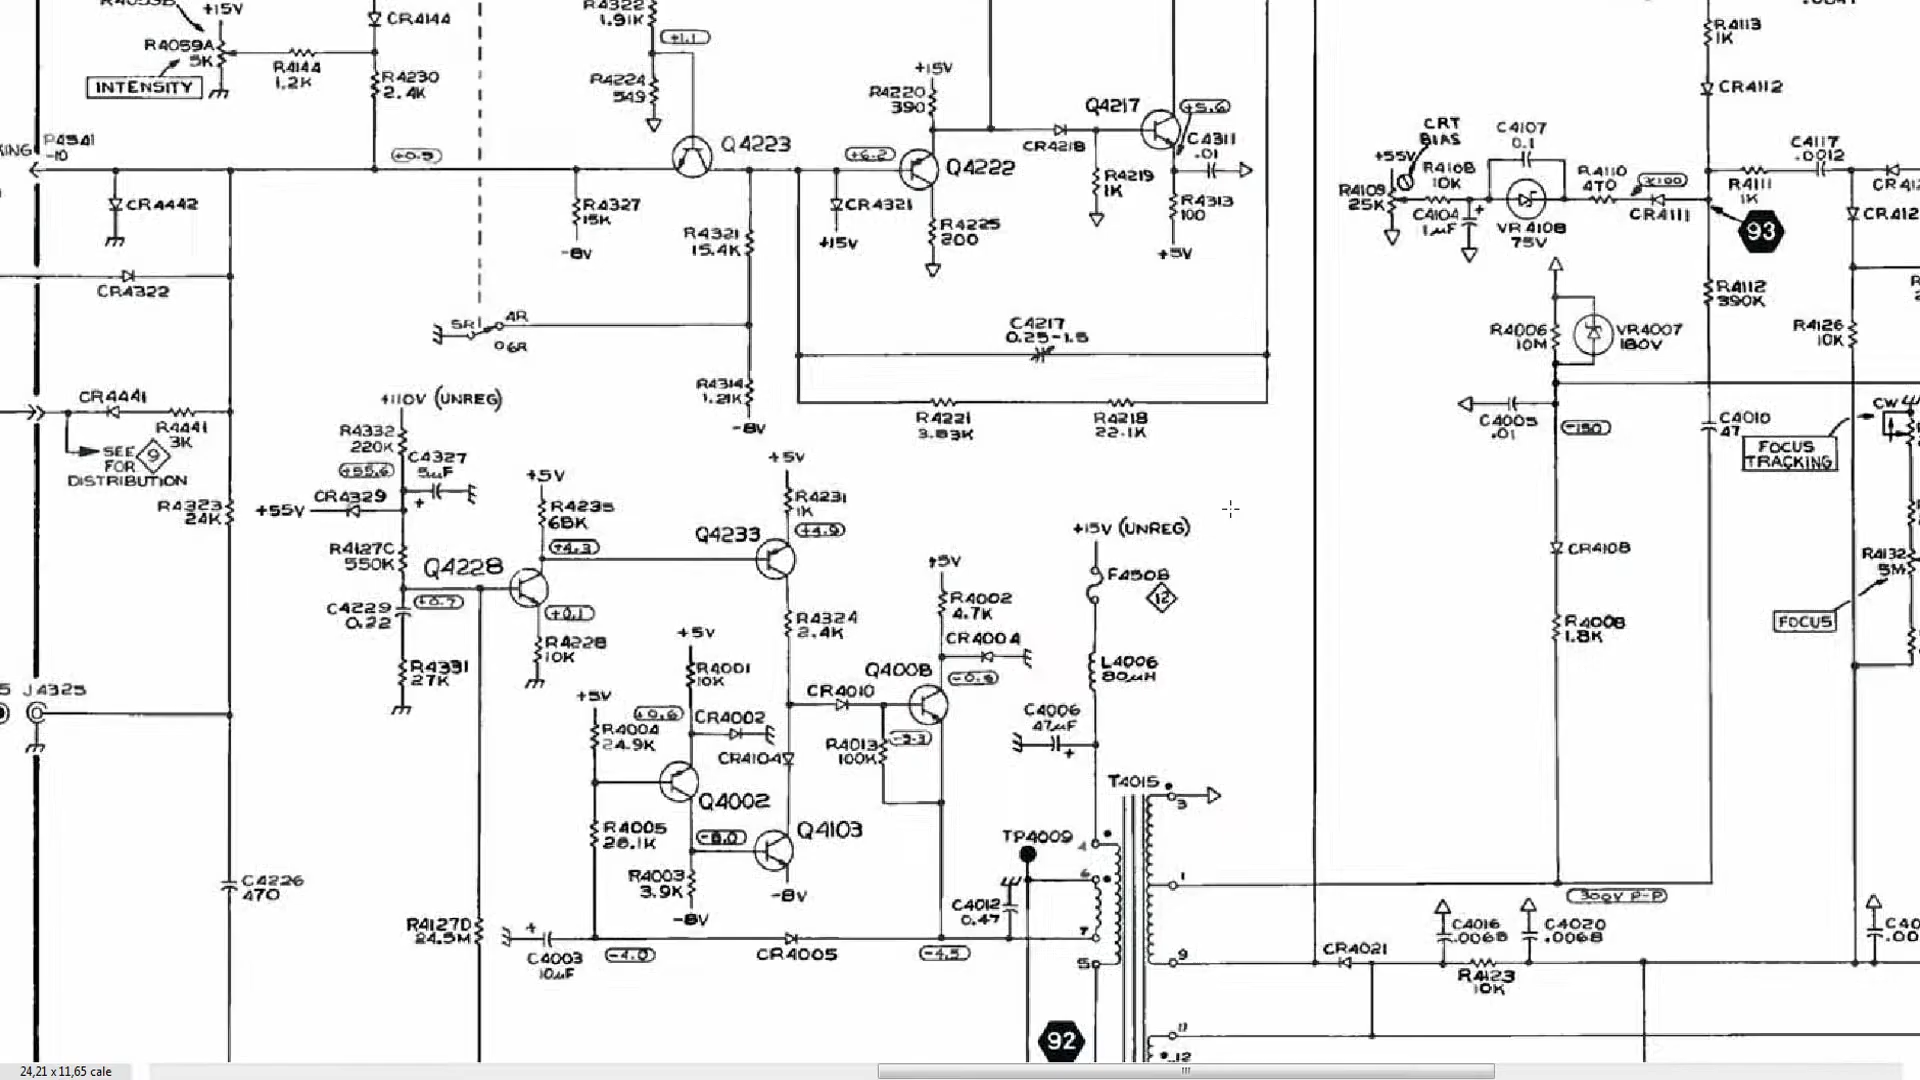 +15V
R4059A
5K
INTENSITY
R4144
1.2K
CR4144
R4230
2.4K
R4322
1.91K
+1.1
R4224
549
Q4223
R4220
390
+15V
Q4222
+6.2
CR4321
+15V
R4225
200
CR4218
R4219
1K
Q4217
+5.6
C4311
.01
R4313
100
+5V
P4541
-10
+0.5
CR4442
CR4322
R4327
15K
-8V
R4321
15.4K
5R
4R
6R
R4314
1.21K
-8V
C4217
0.25-1.5
R4221
3.83K
R4218
22.1K
CR4441
R4441
3K
SEE 9
FOR
DISTRIBUTION
R4323
24K
+110V (UNREG)
R4332
220K
+55.6
C4327
5µF
+
CR4329
+55V
R4127C
550K
Q4228
+0.7
C4229
0.22
R4331
27K
+5V
R4235
68K
+4.3
+0.1
R4228
10K
+5V
R4231
1K
+4.9
Q4233
R4324
2.4K
+5V
R4001
10K
+0.6
CR4002
+5V
R4004
24.9K
CR4104
Q4002
R4005
28.1K
-8.0
Q4103
R4003
3.9K
-8V
-8V
CR4010
Q4008
R4013
100K
-5.3
+5V
R4002
4.7K
CR4004
-0.6
+15V (UNREG)
F4508
12
L4006
80µH
C4006
47µF
+
T4015
3
TP4009
4
6
1
C4012
0.47
7
5
9
11
12
92
J4325
C4226
470
R4127D
24.5M
+
C4003
10µF
-4.0
CR4005
-4.5
R4113
1K
CR4112
CRT
BIAS
+55V
R4109
25K
R4108
10K
C4104
1µF
+
C4107
0.1
VR4108
75V
R4110
470
CR4111
R4111
1K
C4117
.0012
93
R4112
390K
R4126
10K
R4006
10M
VR4007
180V
C4005
.01
-150
C4010
47
CW
FOCUS
TRACKING
CR4108
R4008
1.8K
R4132
5M
FOCUS
300V P-P
C4016
.0068
C4020
.0068
CR4021
R4123
10K
24,21 x 11,65 cale